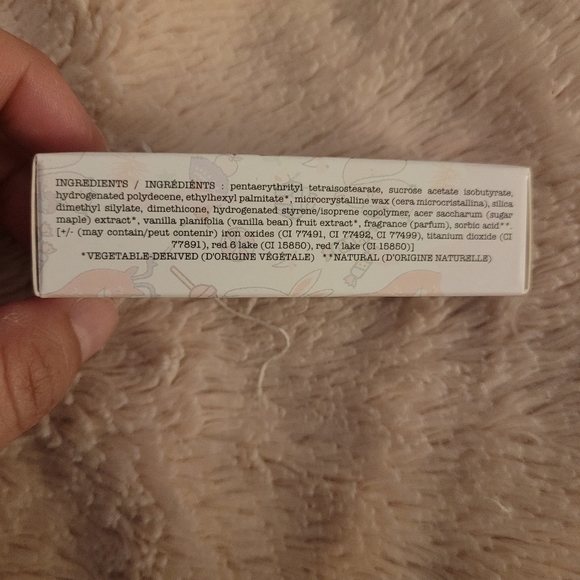 INGREDIENTS / INGRÉDIENTS : pentaerythrityl tetraisostearate, sucrose acetate isobutyrate,
hydrogenated polydecene, ethylhexyl palmitate*, microcrystalline wax (cera microcristallina), silica
dimethyl silylate, dimethicone, hydrogenated styrene/isoprene copolymer, acer saccharum (sugar
maple) extract*, vanilla planifolia (vanilla bean) fruit extract*, fragrance (parfum), sorbic acid**.
[+/- (may contain/peut contenir) iron oxides (CI 77491, CI 77492, CI 77499), titanium dioxide (CI
77891), red 6 lake (CI 15850), red 7 lake (CI 15850)]
*VEGETABLE-DERIVED (D'ORIGINE VÉGÉTALE) **NATURAL (D'ORIGINE NATURELLE)